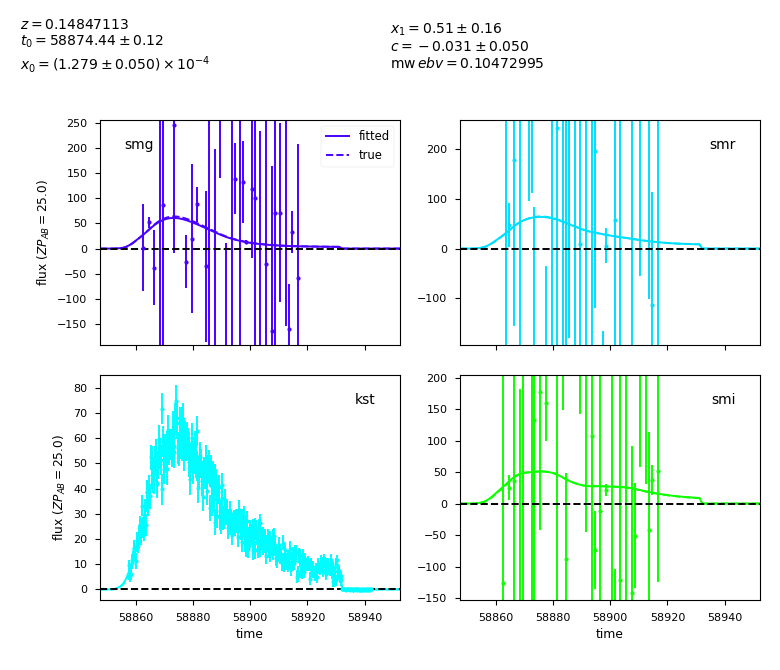 z = 0.14847113
t0 = 58874.44 ± 0.12
x0 = (1.279 ± 0.050) × 10^−4
x1 = 0.51 ± 0.16
c = −0.031 ± 0.050
mw ebv = 0.10472995
250
200
150
100
50
0
−50
−100
−150
flux (ZP_AB = 25.0)
smg
fitted
true
200
100
0
−100
smr
80
70
60
50
40
30
20
10
0
flux (ZP_AB = 25.0)
kst
58860
58880
58900
58920
58940
time
200
150
100
50
0
−50
−100
−150
smi
58860
58880
58900
58920
58940
time